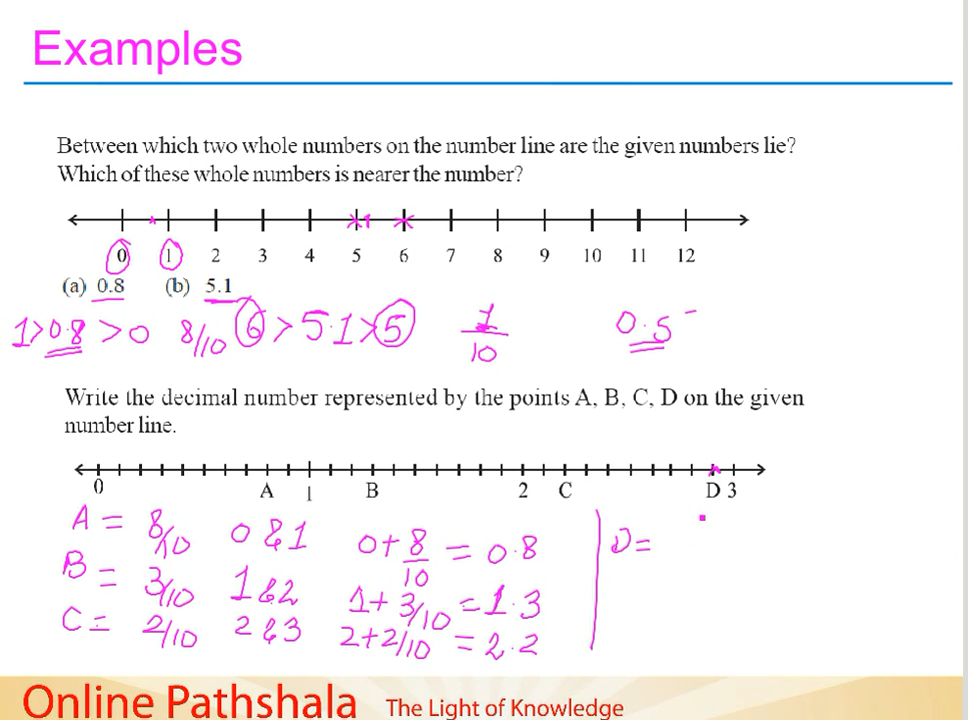 Examples
Between which two whole numbers on the number line are the given numbers lie?
Which of these whole numbers is nearer the number?
0 1 2 3 4 5 6 7 8 9 10 11 12
(a) 0.8 (b) 5.1
1>0.8>0 8/10 6>5.1>5 1/10 0.5
Write the decimal number represented by the points A, B, C, D on the given
number line.
0 A 1 B 2 C D 3
A = 8/10 0 & 1 0+8/10 = 0.8 D =
B = 3/10 1 & 2 1+3/10 = 1.3
C = 2/10 2 & 3 2+2/10 = 2.2
Online Pathshala The Light of Knowledge